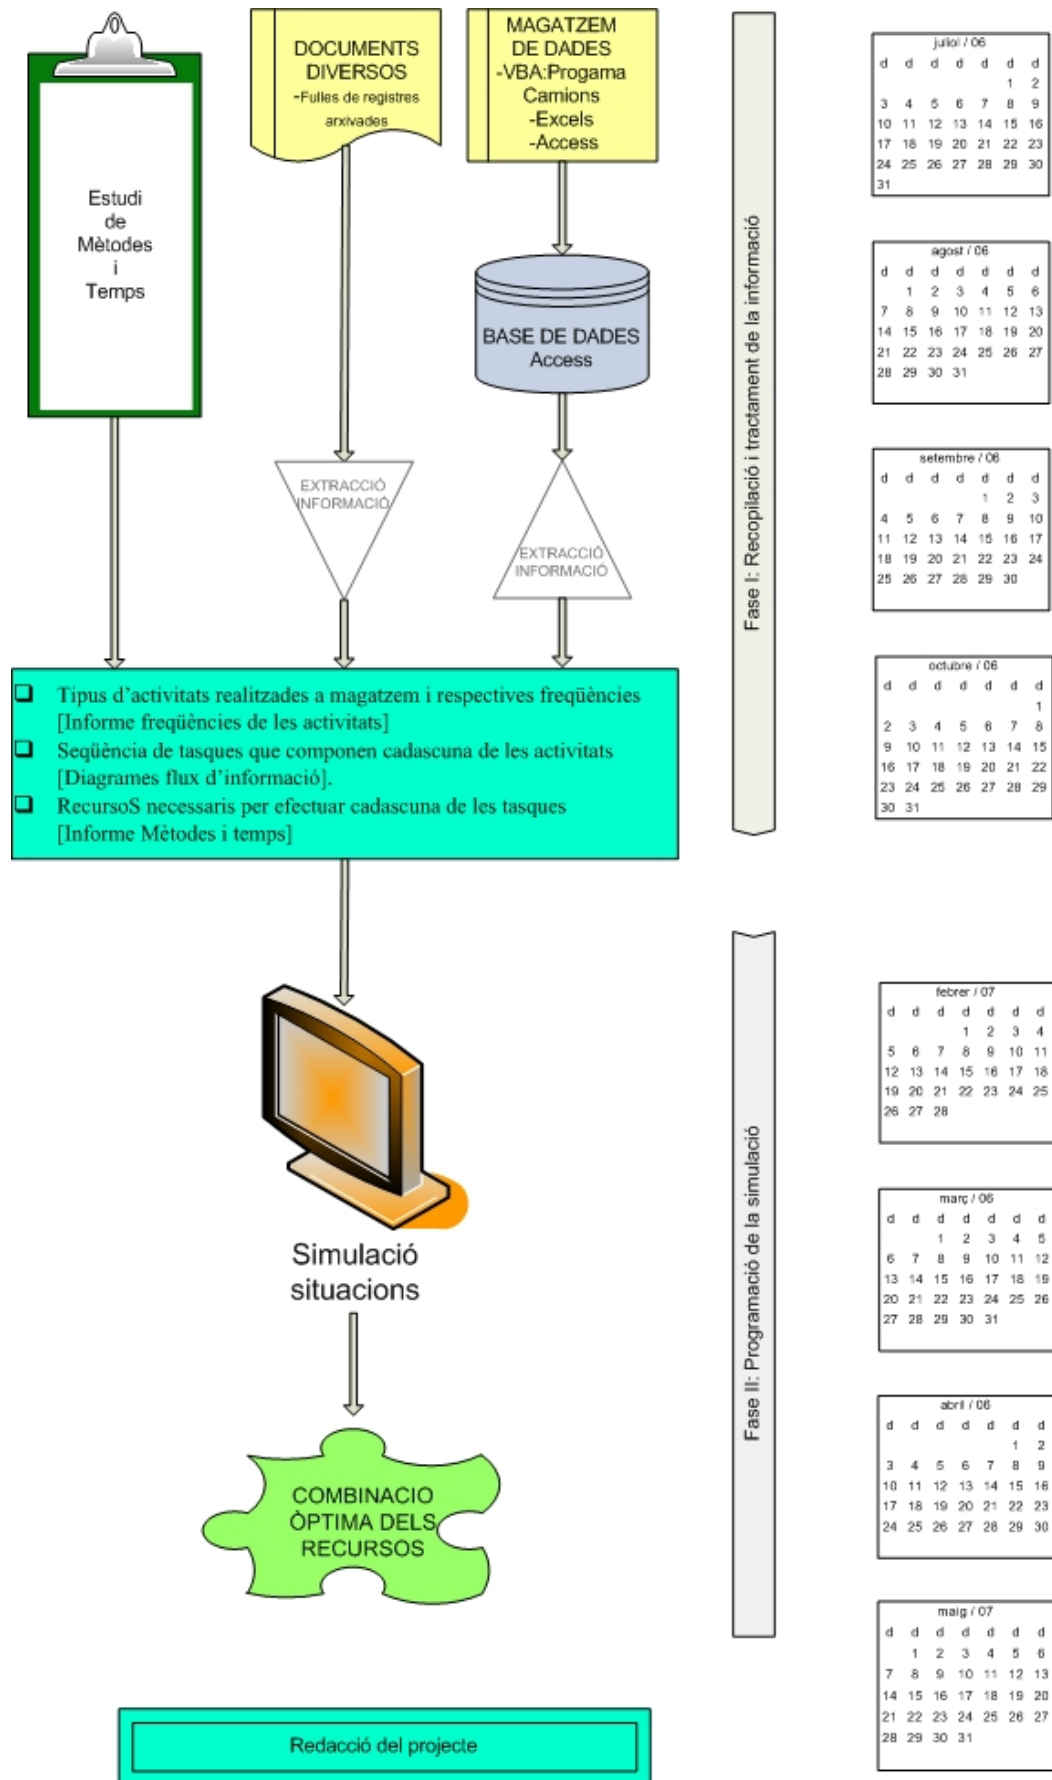 Estudi
de
Mètodes
i
Temps
DOCUMENTS
DIVERSOS
-Fulles de registres
arxivades
MAGATZEM
DE DADES
-VBA:Progama
Camions
-Excels
-Access
BASE DE DADES
Access
EXTRACCIÓ
INFORMACIÓ
EXTRACCIÓ
INFORMACIÓ
Tipus d'activitats realitzades a magatzem i respectives freqüències
[Informe freqüències de les activitats]
Seqüència de tasques que componen cadascuna de les activitats
[Diagrames flux d'informació].
RecursoS necessaris per efectuar cadascuna de les tasques
[Informe Mètodes i temps]
Simulació
situacions
COMBINACIO
ÒPTIMA DELS
RECURSOS
Redacció del projecte
Fase I: Recopilació i tractament de la informació
Fase II: Programació de la simulació
juliol / 06
d d d d d d d
1 2
3 4 5 6 7 8 9
10 11 12 13 14 15 16
17 18 19 20 21 22 23
24 25 26 27 28 29 30
31
agost / 06
d d d d d d d
1 2 3 4 5 6
7 8 9 10 11 12 13
14 15 16 17 18 19 20
21 22 23 24 25 26 27
28 29 30 31
setembre / 06
d d d d d d d
1 2 3
4 5 6 7 8 9 10
11 12 13 14 15 16 17
18 19 20 21 22 23 24
25 26 27 28 29 30
octubre / 06
d d d d d d d
1
2 3 4 5 6 7 8
9 10 11 12 13 14 15
16 17 18 19 20 21 22
23 24 25 26 27 28 29
30 31
febrer / 07
d d d d d d d
1 2 3 4
5 6 7 8 9 10 11
12 13 14 15 16 17 18
19 20 21 22 23 24 25
26 27 28
març / 06
d d d d d d d
1 2 3 4 5
6 7 8 9 10 11 12
13 14 15 16 17 18 19
20 21 22 23 24 25 26
27 28 29 30 31
abril / 06
d d d d d d d
1 2
3 4 5 6 7 8 9
10 11 12 13 14 15 16
17 18 19 20 21 22 23
24 25 26 27 28 29 30
maig / 07
d d d d d d d
1 2 3 4 5 6
7 8 9 10 11 12 13
14 15 16 17 18 19 20
21 22 23 24 25 26 27
28 29 30 31